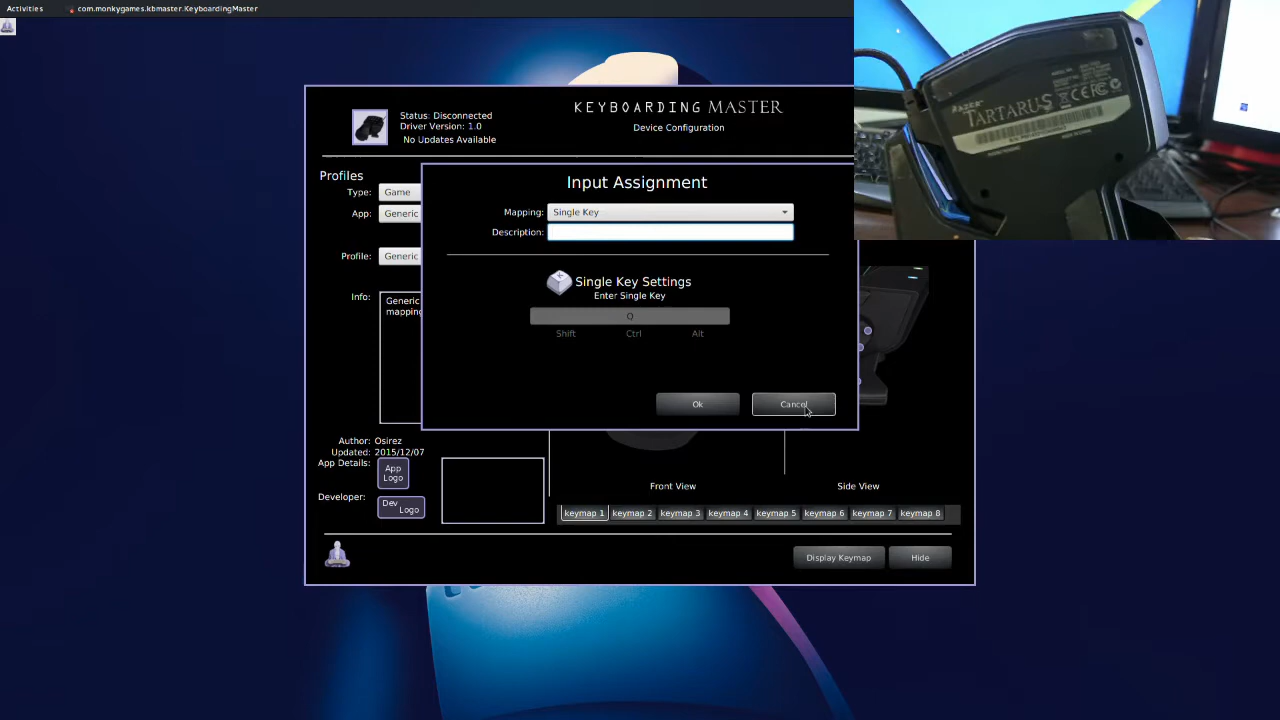 Activities
com.monkygames.kbmaster.KeyboardingMaster
Status: Disconnected
Driver Version: 1.0
No Updates Available
KEYBOARDING MASTER
Device Configuration
Profiles
Type: Game
App: Generic
Profile: Generic
Info: Generic
mapping
Input Assignment
Mapping: Single Key
Description:
Single Key Settings
Enter Single Key
Q
Shift Ctrl Alt
Ok Cancel
Author: Osirez
Updated: 2015/12/07
App Details:
App
Logo
Developer:
Dev
Logo
Front View
Side View
keymap 1 keymap 2 keymap 3 keymap 4 keymap 5 keymap 6 keymap 7 keymap 8
Display Keymap Hide
RAZER
TARTARUS